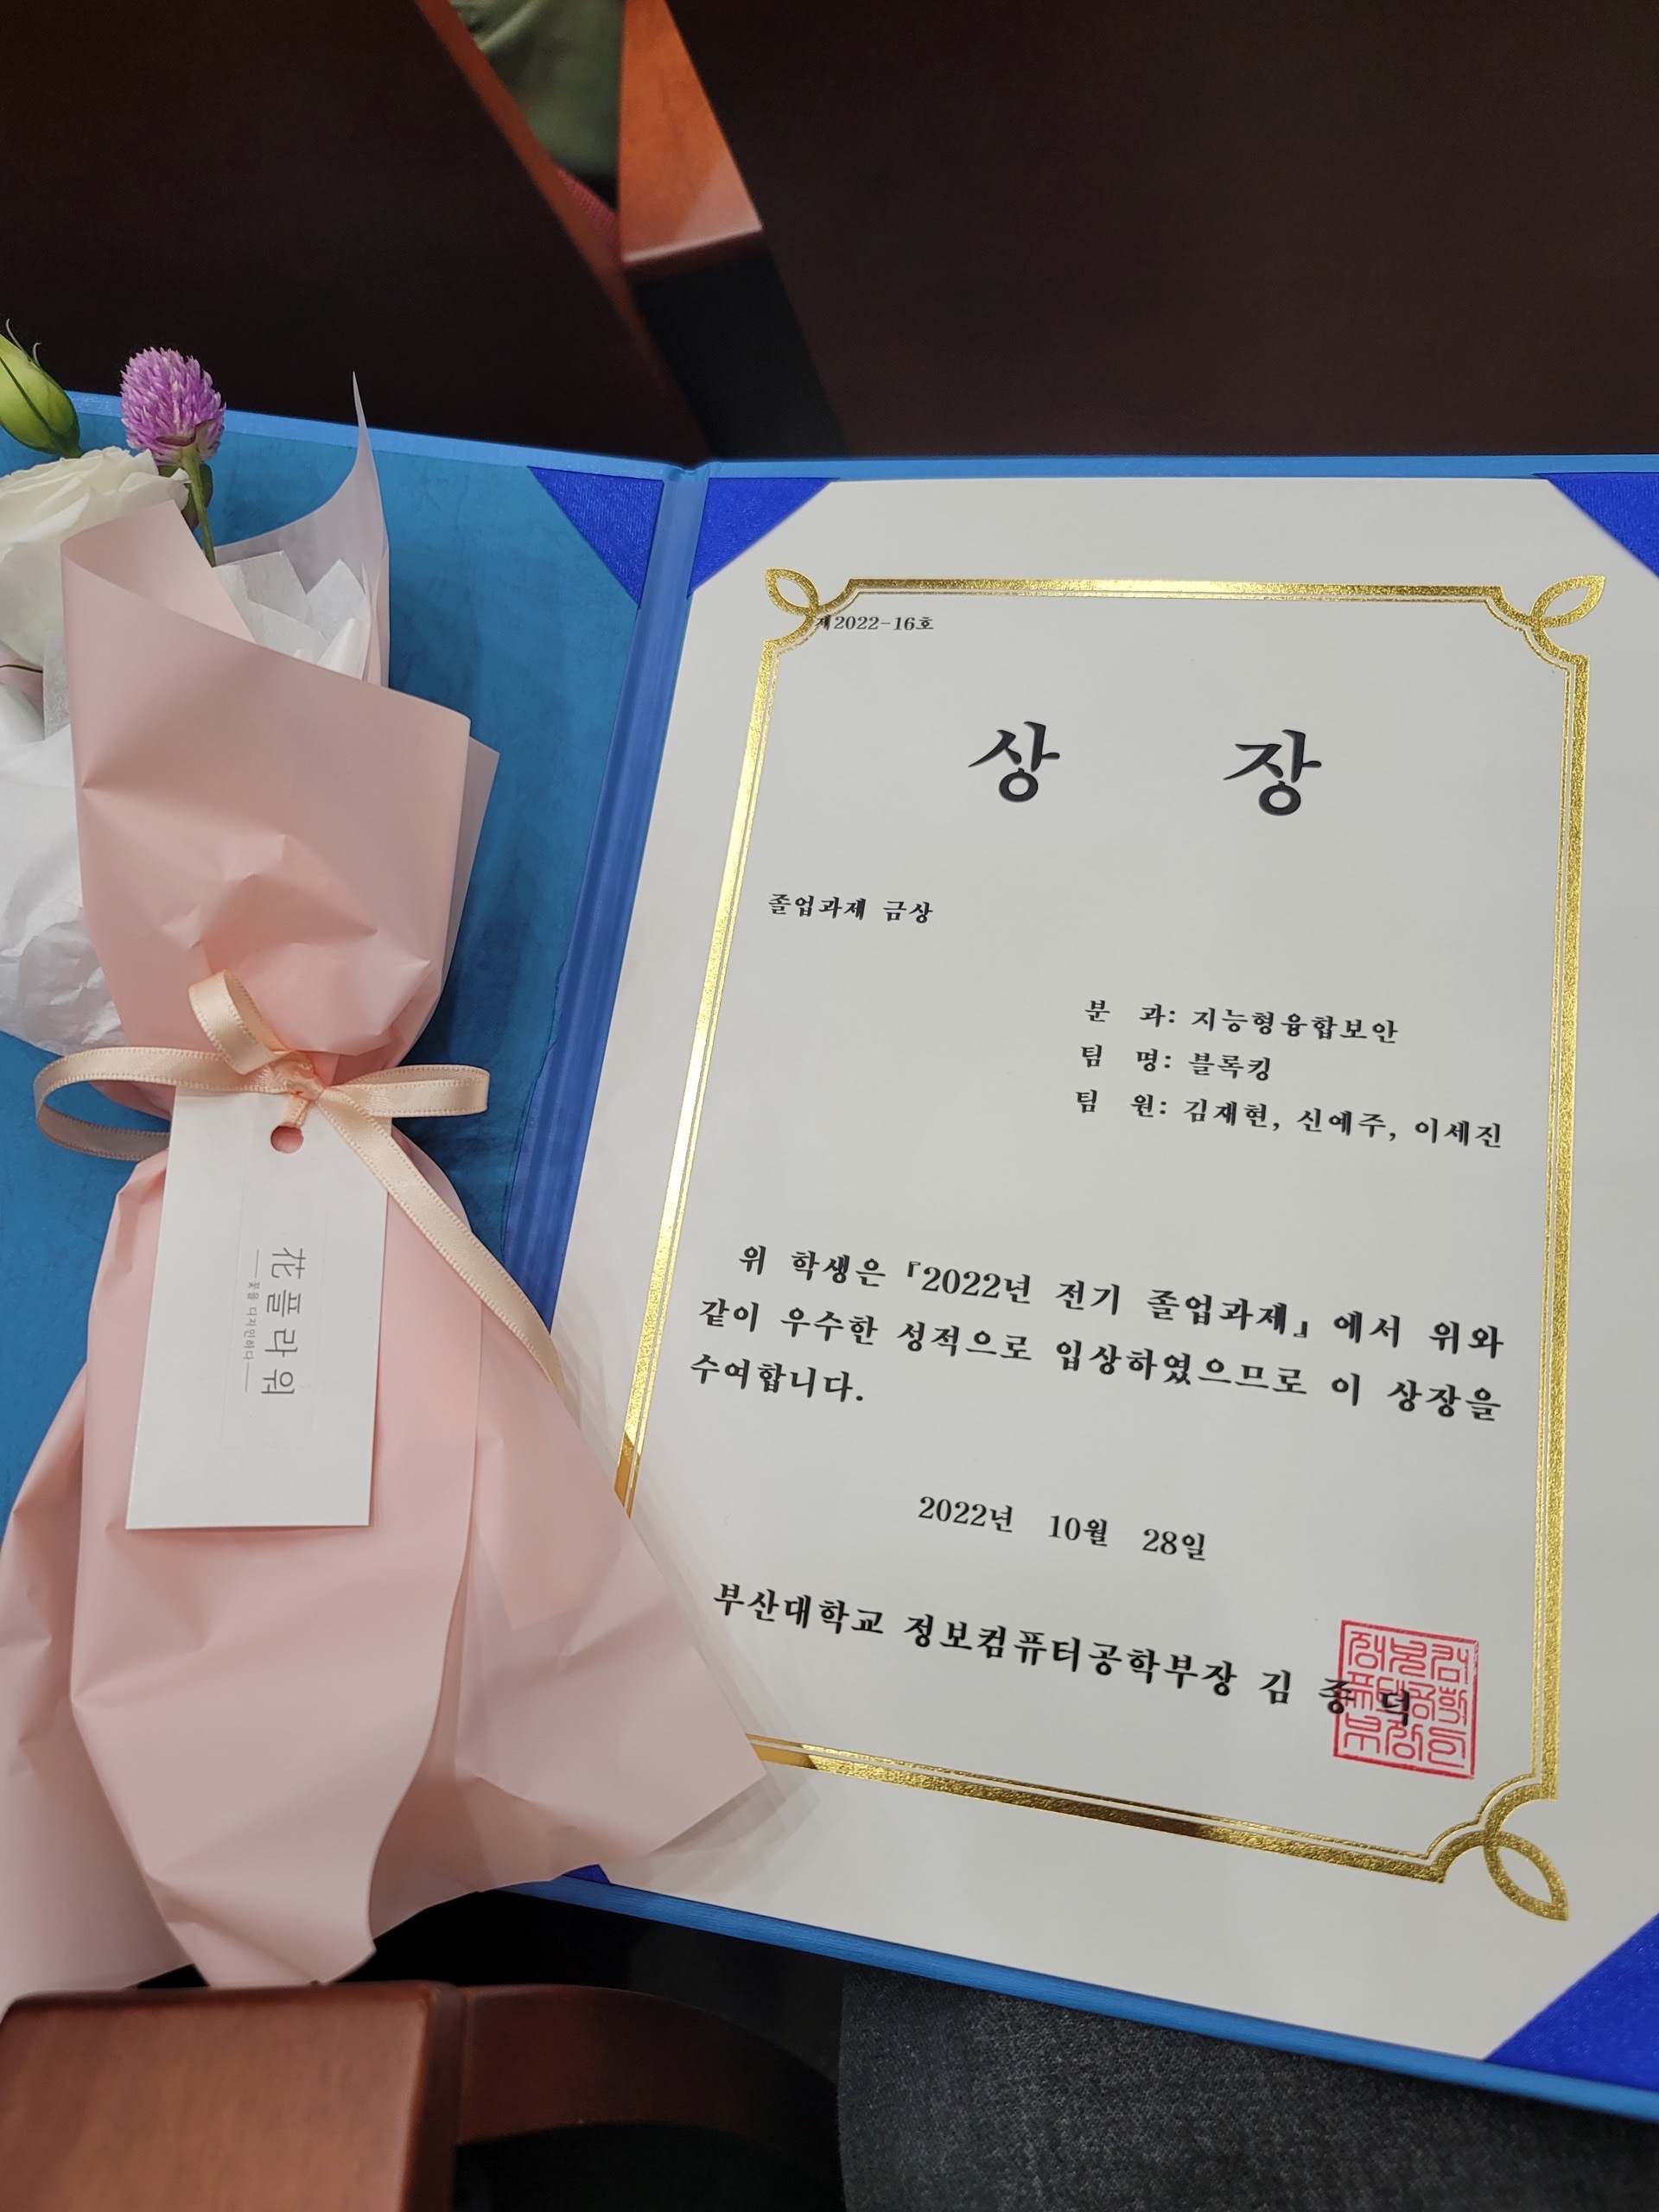 제2022-16호
상 장
졸업과제 금상
분 과: 지능형융합보안
팀 명: 블록킹
팀 원: 김재현, 신예주, 이세진
위 학생은 『2022년 전기 졸업과제』에서 위와
같이 우수한 성적으로 입상하였으므로 이 상장을
수여합니다.
2022년 10월 28일
부산대학교 정보컴퓨터공학부장 김 종 덕
花플라워
꽃을 디자인하다